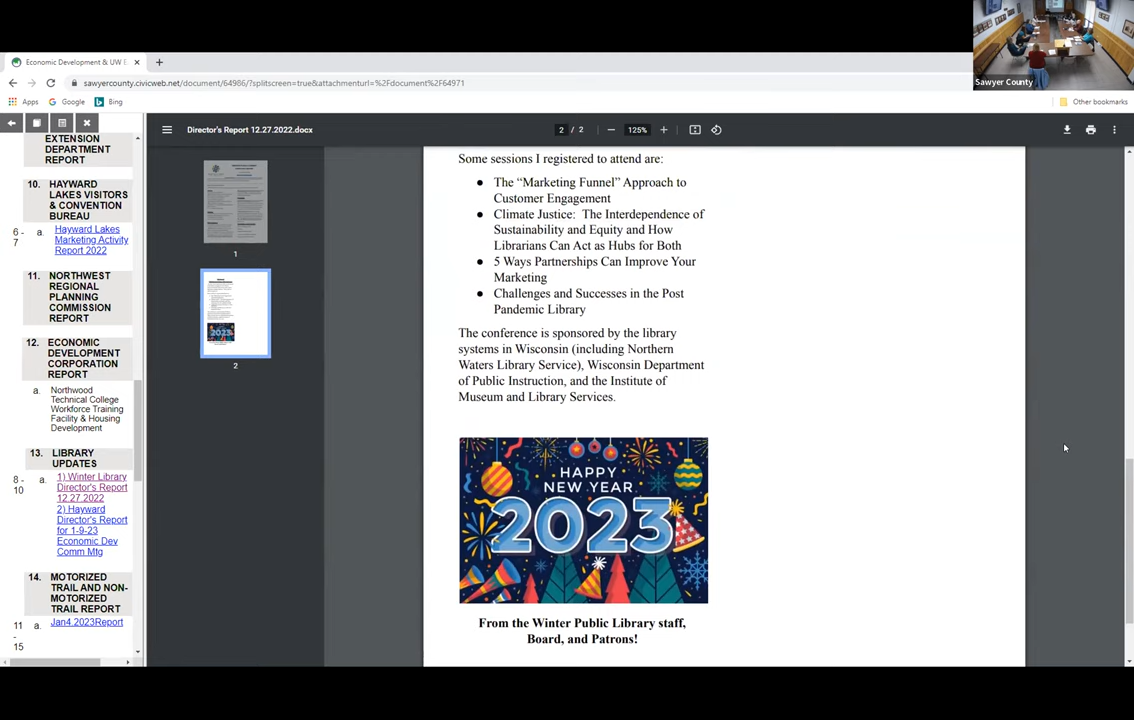 Sawyer County
Economic Development & UW E
sawyercounty.civicweb.net/document/64986/?splitscreen=true&attachmenturl=%2Fdocument%2F64971
Apps
Google
Bing
Other bookmarks
Director's Report 12.27.2022.docx
2 / 2
125%
EXTENSION
DEPARTMENT
REPORT
10. HAYWARD
LAKES VISITORS
& CONVENTION
BUREAU
6 -
7
a. Hayward Lakes
Marketing Activity
Report 2022
11. NORTHWEST
REGIONAL
PLANNING
COMMISSION
REPORT
12. ECONOMIC
DEVELOPMENT
CORPORATION
REPORT
a. Northwood
Technical College
Workforce Training
Facility & Housing
Development
13. LIBRARY
UPDATES
8 -
10
a. 1) Winter Library
Director's Report
12.27.2022
2) Hayward
Director's Report
for 1-9-23
Economic Dev
Comm Mtg
14. MOTORIZED
TRAIL AND NON-
MOTORIZED
TRAIL REPORT
11
-
15
a. Jan4.2023Report
1
2
Some sessions I registered to attend are:
● The “Marketing Funnel” Approach to
Customer Engagement
● Climate Justice: The Interdependence of
Sustainability and Equity and How
Librarians Can Act as Hubs for Both
● 5 Ways Partnerships Can Improve Your
Marketing
● Challenges and Successes in the Post
Pandemic Library
The conference is sponsored by the library
systems in Wisconsin (including Northern
Waters Library Service), Wisconsin Department
of Public Instruction, and the Institute of
Museum and Library Services.
HAPPY
NEW YEAR
2023
From the Winter Public Library staff,
Board, and Patrons!